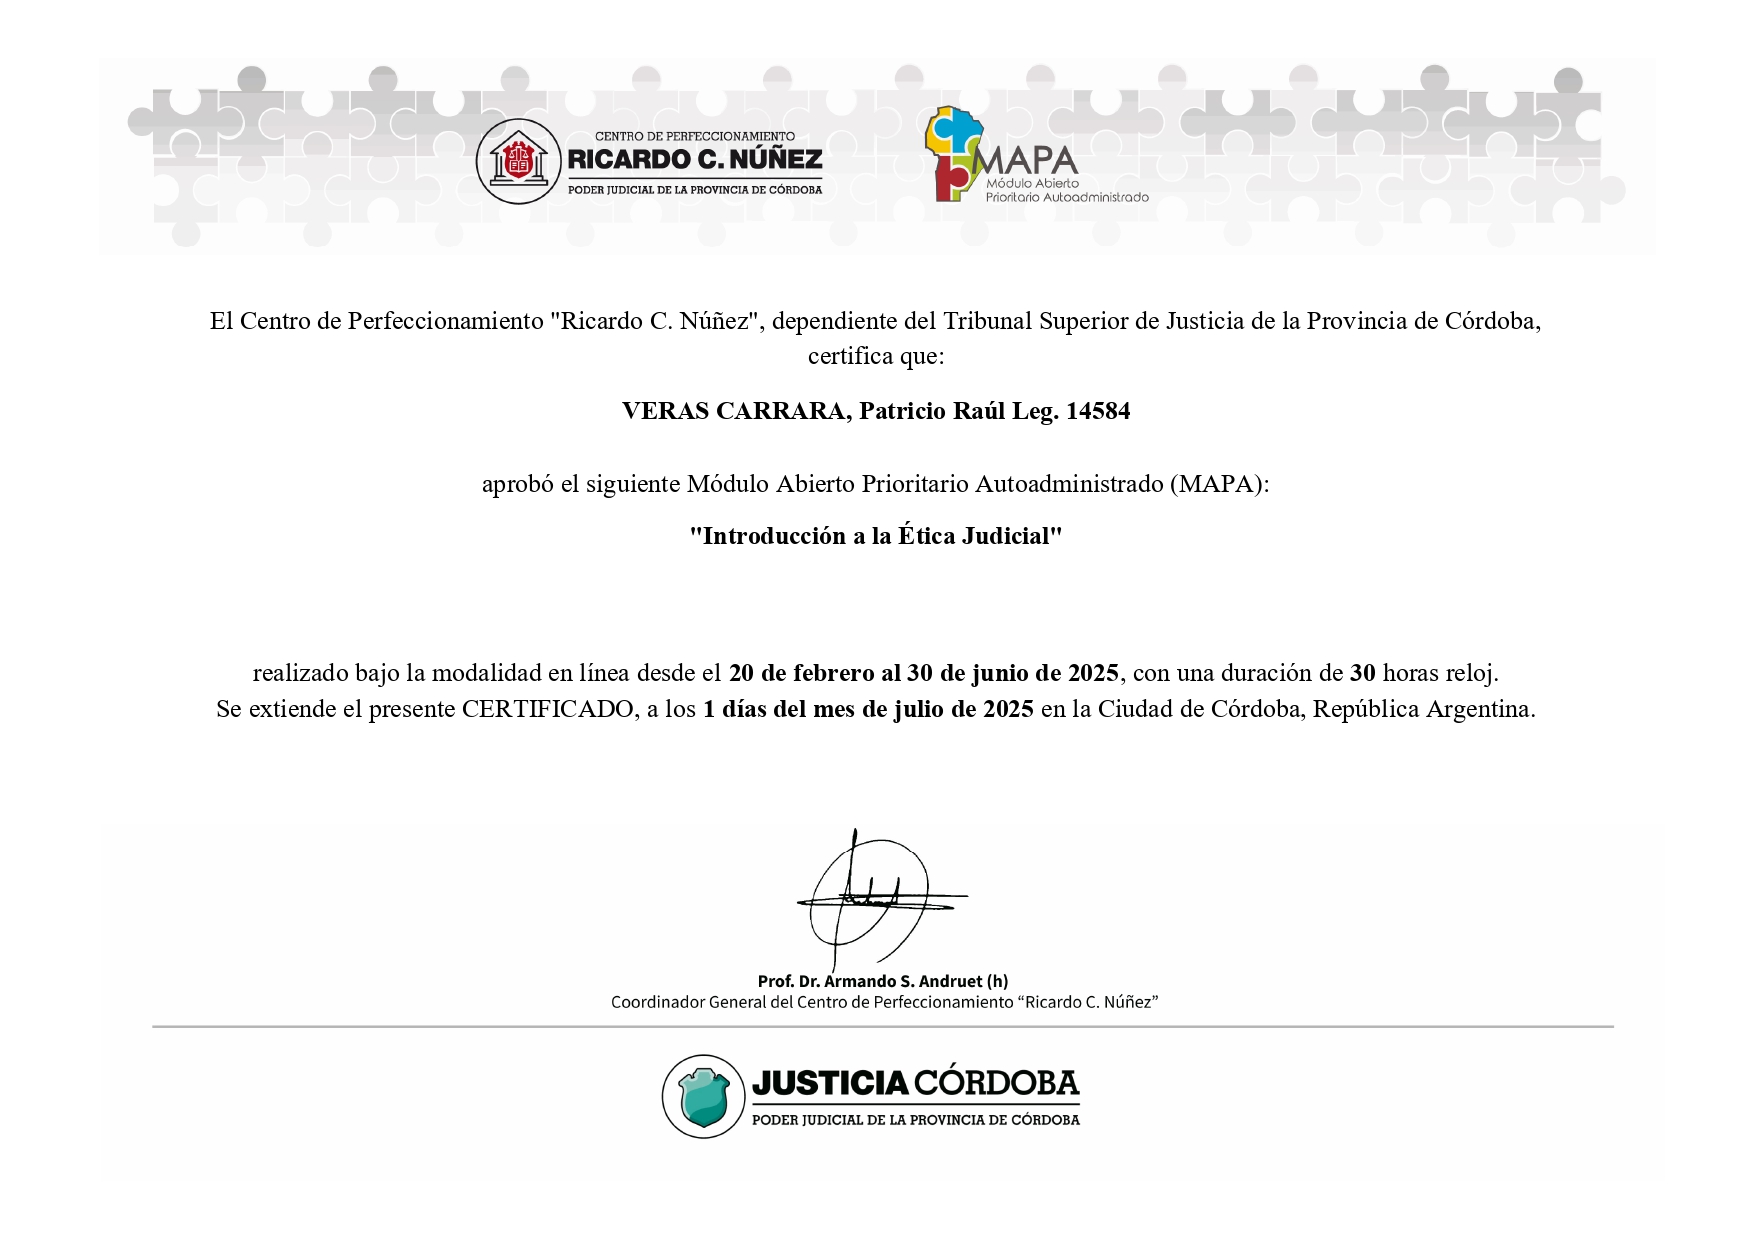 CENTRO DE PERFECCIONAMIENTO
RICARDO C. NÚÑEZ
PODER JUDICIAL DE LA PROVINCIA DE CÓRDOBA
MAPA
Módulo Abierto
Prioritario Autoadministrado
El Centro de Perfeccionamiento "Ricardo C. Núñez", dependiente del Tribunal Superior de Justicia de la Provincia de Córdoba,
certifica que:
VERAS CARRARA, Patricio Raúl Leg. 14584
aprobó el siguiente Módulo Abierto Prioritario Autoadministrado (MAPA):
"Introducción a la Ética Judicial"
realizado bajo la modalidad en línea desde el 20 de febrero al 30 de junio de 2025, con una duración de 30 horas reloj.
Se extiende el presente CERTIFICADO, a los 1 días del mes de julio de 2025 en la Ciudad de Córdoba, República Argentina.
Prof. Dr. Armando S. Andruet (h)
Coordinador General del Centro de Perfeccionamiento “Ricardo C. Núñez”
JUSTICIA CÓRDOBA
PODER JUDICIAL DE LA PROVINCIA DE CÓRDOBA